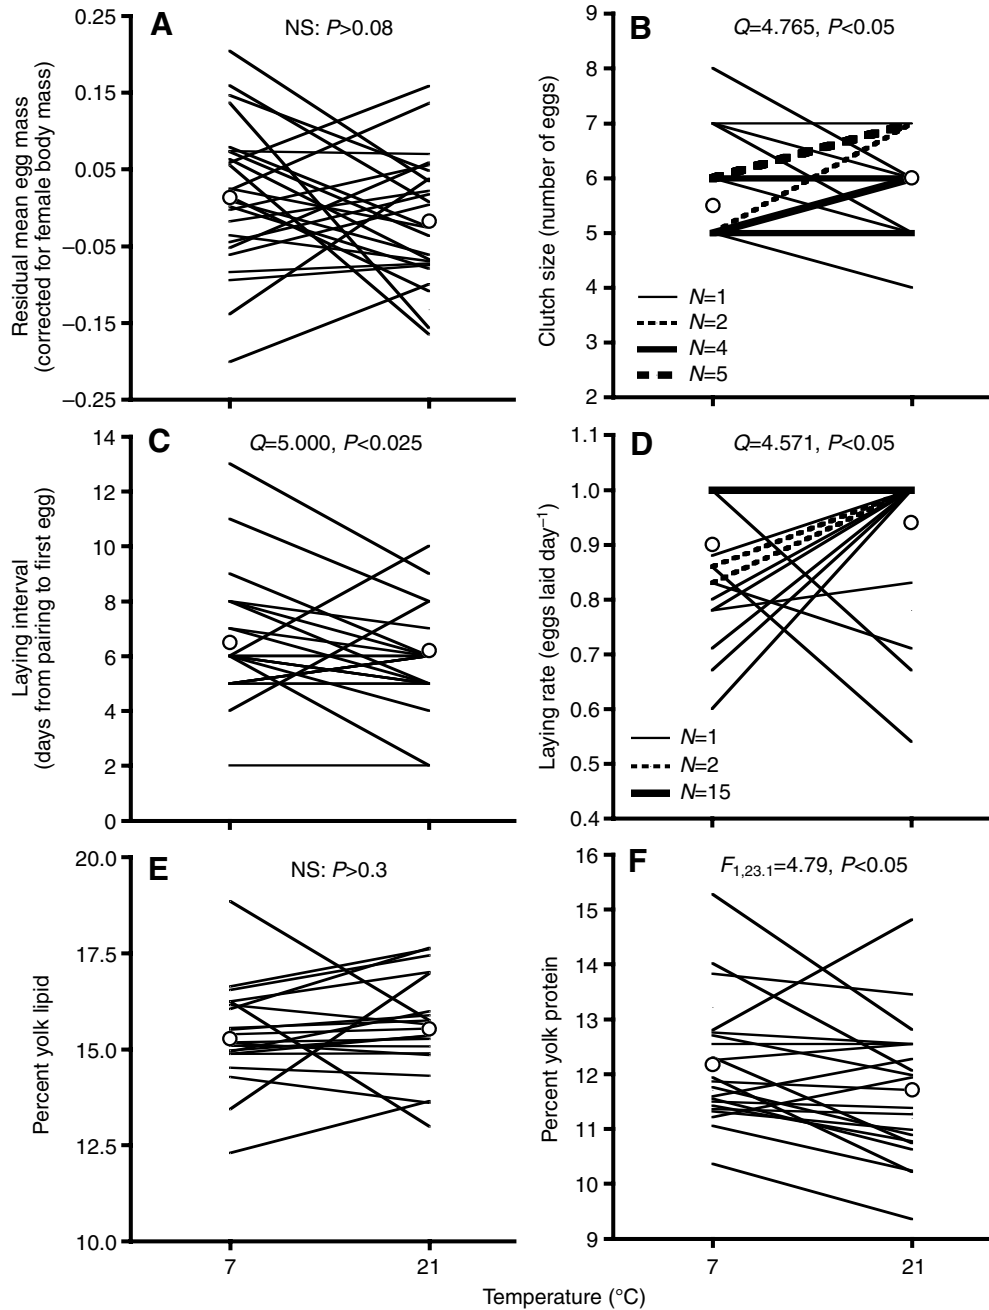 A
NS: P>0.08
0.25
0.15
0.05
–0.05
–0.15
–0.25
Residual mean egg mass
(corrected for female body mass)
7
21
B
Q=4.765, P<0.05
9
8
7
6
5
4
3
2
Clutch size (number of eggs)
N=1
N=2
N=4
N=5
7
21
C
Q=5.000, P<0.025
14
12
10
8
6
4
2
0
Laying interval
(days from pairing to first egg)
D
Q=4.571, P<0.05
1.1
1.0
0.9
0.8
0.7
0.6
0.5
0.4
Laying rate (eggs laid day–1)
N=1
N=2
N=15
E
NS: P>0.3
20.0
17.5
15.0
12.5
10.0
Percent yolk lipid
7
21
F
F1,23.1=4.79, P<0.05
16
15
14
13
12
11
10
9
Percent yolk protein
7
21
Temperature (°C)